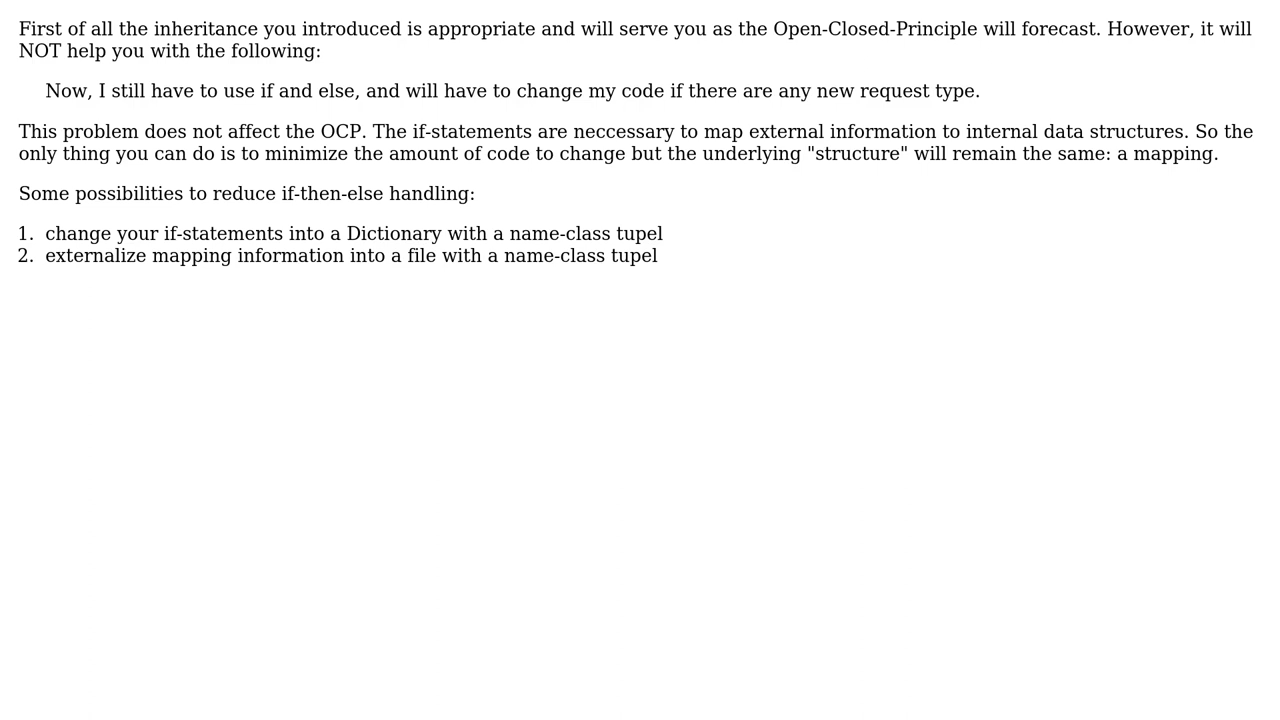 First of all the inheritance you introduced is appropriate and will serve you as the Open-Closed-Principle will forecast. However, it will
NOT help you with the following:
Now, I still have to use if and else, and will have to change my code if there are any new request type.
This problem does not affect the OCP. The if-statements are neccessary to map external information to internal data structures. So the
only thing you can do is to minimize the amount of code to change but the underlying "structure" will remain the same: a mapping.
Some possibilities to reduce if-then-else handling:
1. change your if-statements into a Dictionary with a name-class tupel
2. externalize mapping information into a file with a name-class tupel